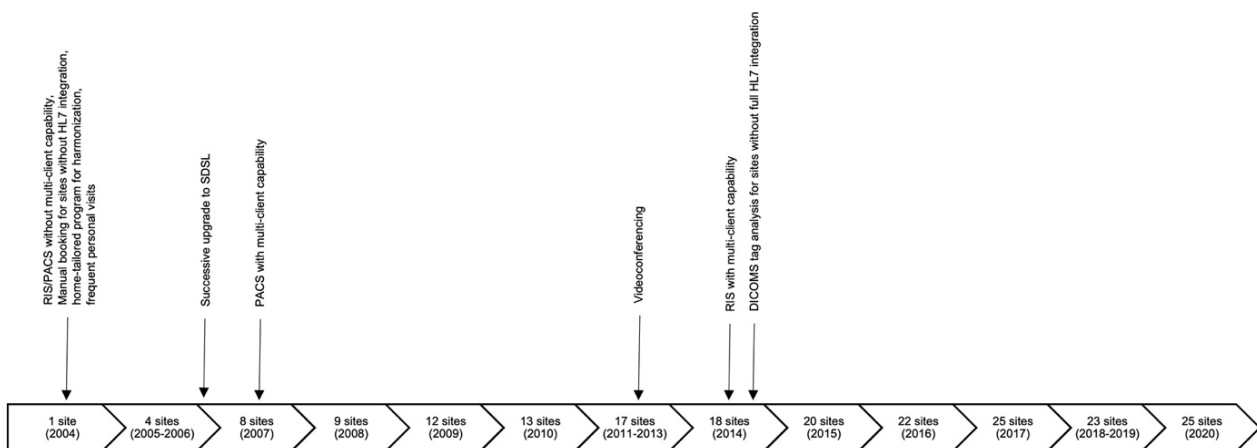 RIS/PACS without multi-client capability,
Manual booking for sites without HL7 integration,
home-tailored program for harmonization,
frequent personal visits
Successive upgrade to SDSL
PACS with multi-client capability
Videoconferencing
RIS with multi-client capability
DICOMS tag analysis for sites without full HL7 integration
1 site
(2004)
4 sites
(2005-2006)
8 sites
(2007)
9 sites
(2008)
12 sites
(2009)
13 sites
(2010)
17 sites
(2011-2013)
18 sites
(2014)
20 sites
(2015)
22 sites
(2016)
25 sites
(2017)
23 sites
(2018-2019)
25 sites
(2020)